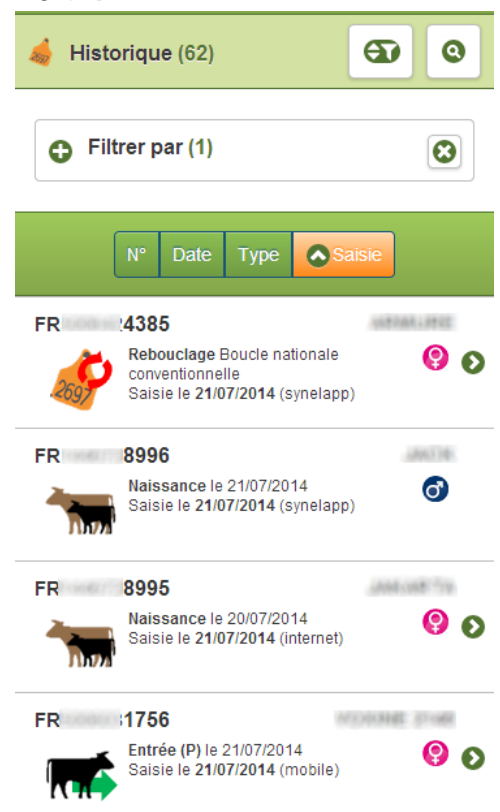 Historique (62)
Filtrer par (1)
N° Date Type Saisie
FR 4385
Rebouclage Boucle nationale
conventionnelle
Saisie le 21/07/2014 (synelapp)
2697
FR 8996
Naissance le 21/07/2014
Saisie le 21/07/2014 (synelapp)
FR 8995
Naissance le 20/07/2014
Saisie le 21/07/2014 (internet)
FR 1756
Entrée (P) le 21/07/2014
Saisie le 21/07/2014 (mobile)